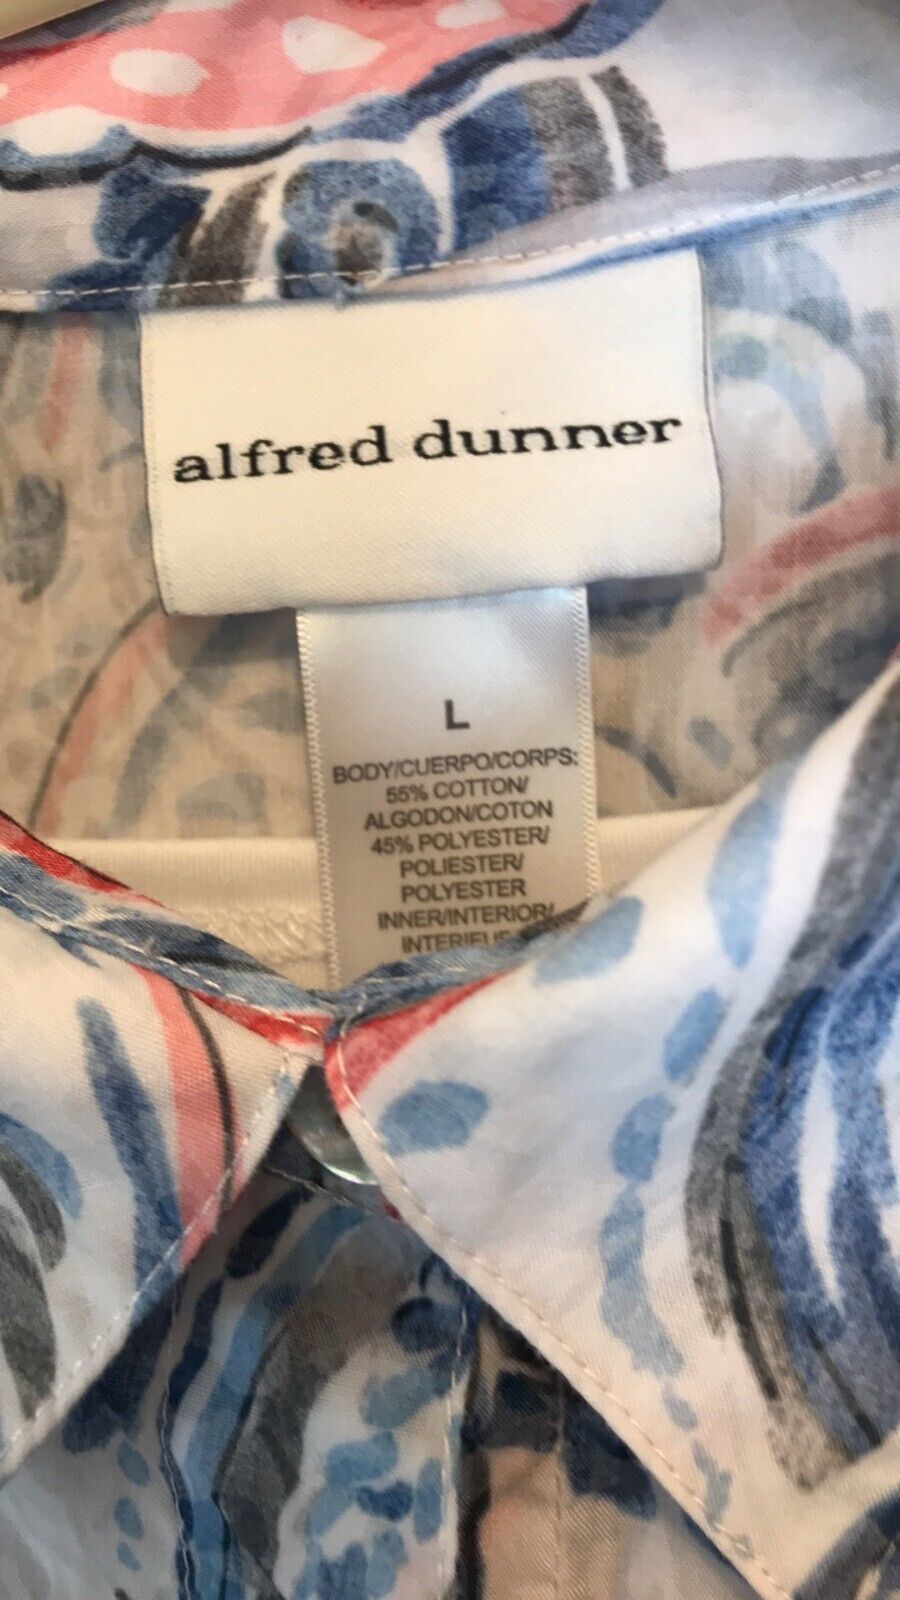 alfred dunner
L
BODY/CUERPO/CORPS:
55% COTTON/
ALGODON/COTON
45% POLYESTER/
POLIESTER/
POLYESTER
INNER/INTERIOR/